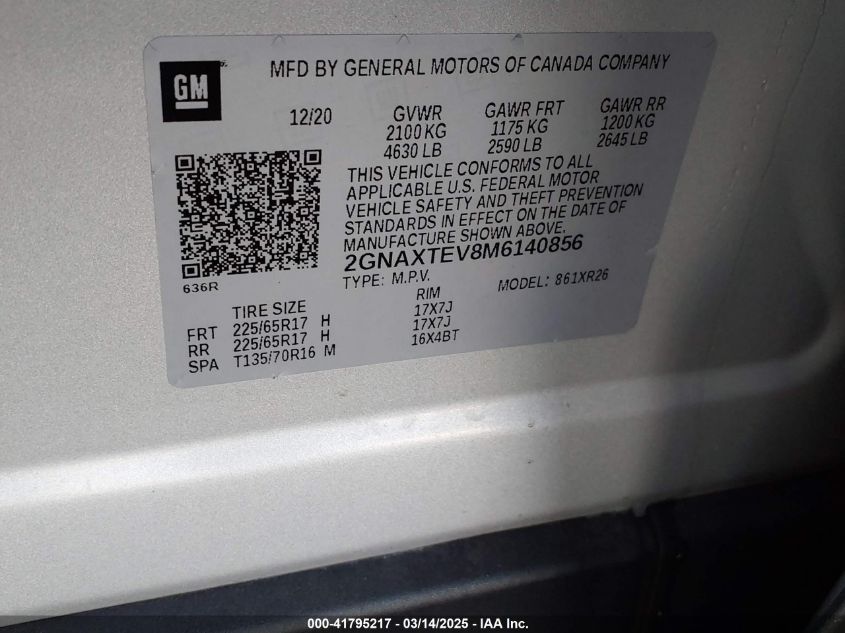 GM
MFD BY GENERAL MOTORS OF CANADA COMPANY
12/20
GVWR
2100 KG
4630 LB
GAWR FRT
1175 KG
2590 LB
GAWR RR
1200 KG
2645 LB
THIS VEHICLE CONFORMS TO ALL
APPLICABLE U.S. FEDERAL MOTOR
VEHICLE SAFETY AND THEFT PREVENTION
STANDARDS IN EFFECT ON THE DATE OF
MANUFACTURE SHOWN ABOVE.
2GNAXTEV8M6140856
TYPE: M.P.V.
MODEL: 861XR26
636R
TIRE SIZE RIM
FRT 225/65R17 H 17X7J
RR 225/65R17 H 17X7J
SPA T135/70R16 M 16X4BT
000-41795217 - 03/14/2025 - IAA Inc.